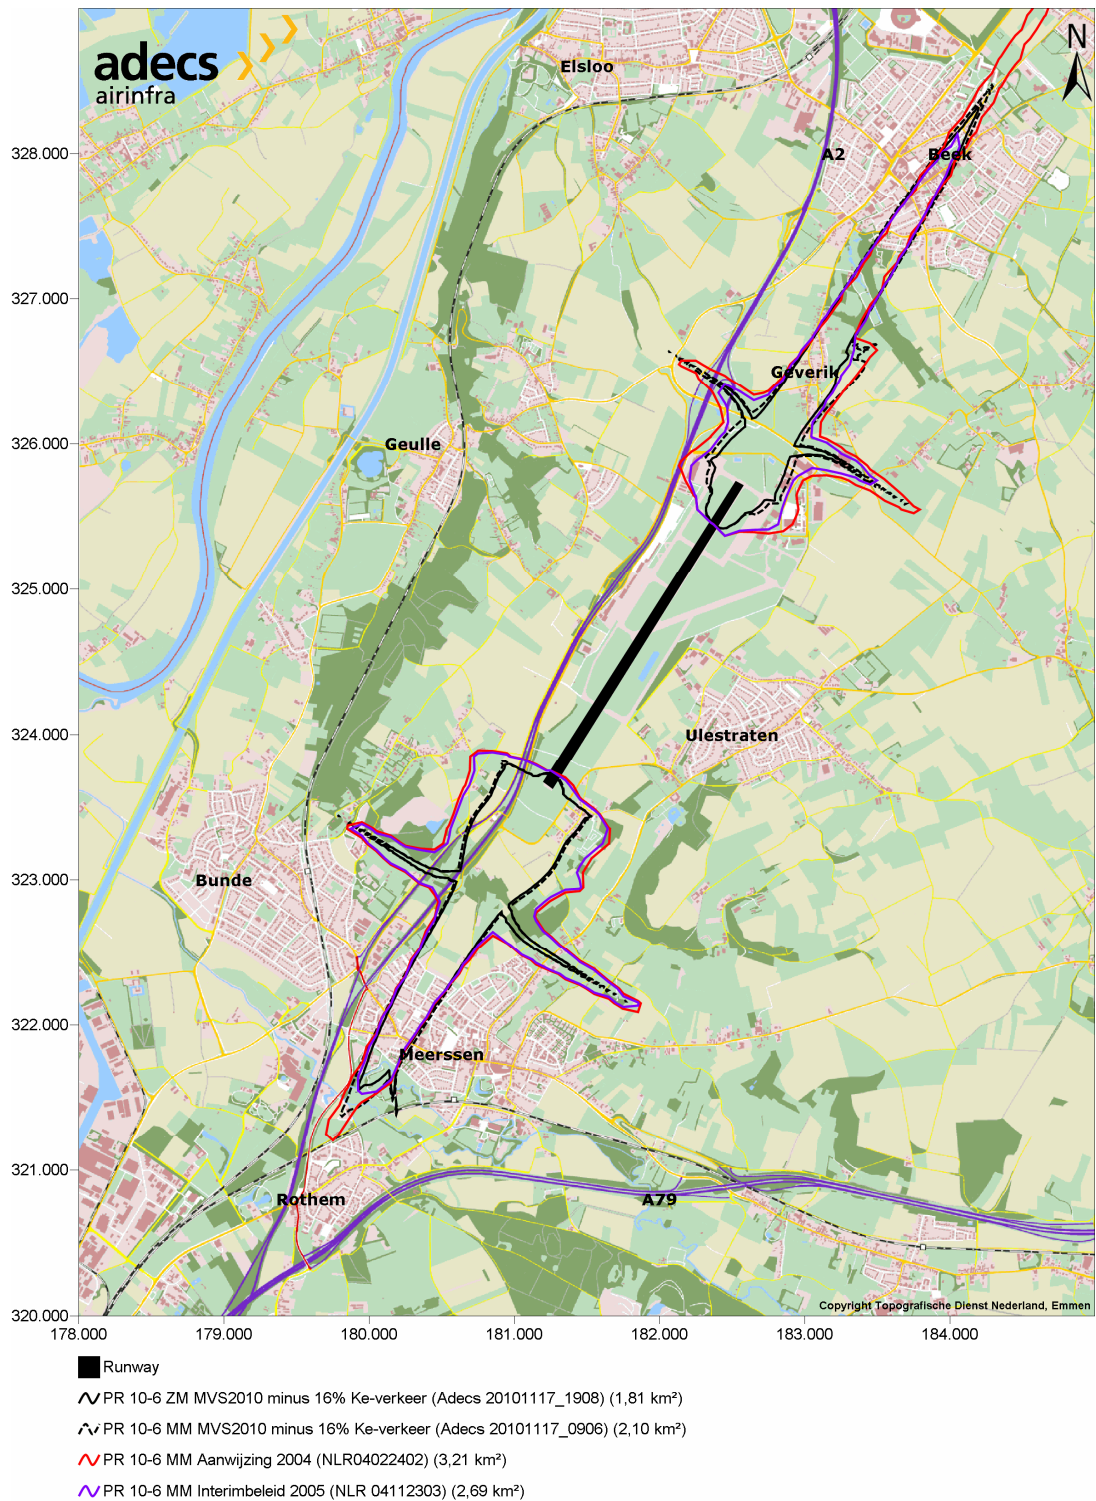 adecs
airinfra
N
Elsloo
328.000
A2
Beek
327.000
Geverik
326.000
Geulle
325.000
324.000
Ulestraten
323.000
Bunde
322.000
Meerssen
321.000
Rothem
A79
320.000
Copyright Topografische Dienst Nederland, Emmen
178.000 179.000 180.000 181.000 182.000 183.000 184.000
Runway
PR 10-6 ZM MVS2010 minus 16% Ke-verkeer (Adecs 20101117_1908) (1,81 km²)
PR 10-6 MM MVS2010 minus 16% Ke-verkeer (Adecs 20101117_0906) (2,10 km²)
PR 10-6 MM Aanwijzing 2004 (NLR04022402) (3,21 km²)
PR 10-6 MM Interimbeleid 2005 (NLR 04112303) (2,69 km²)